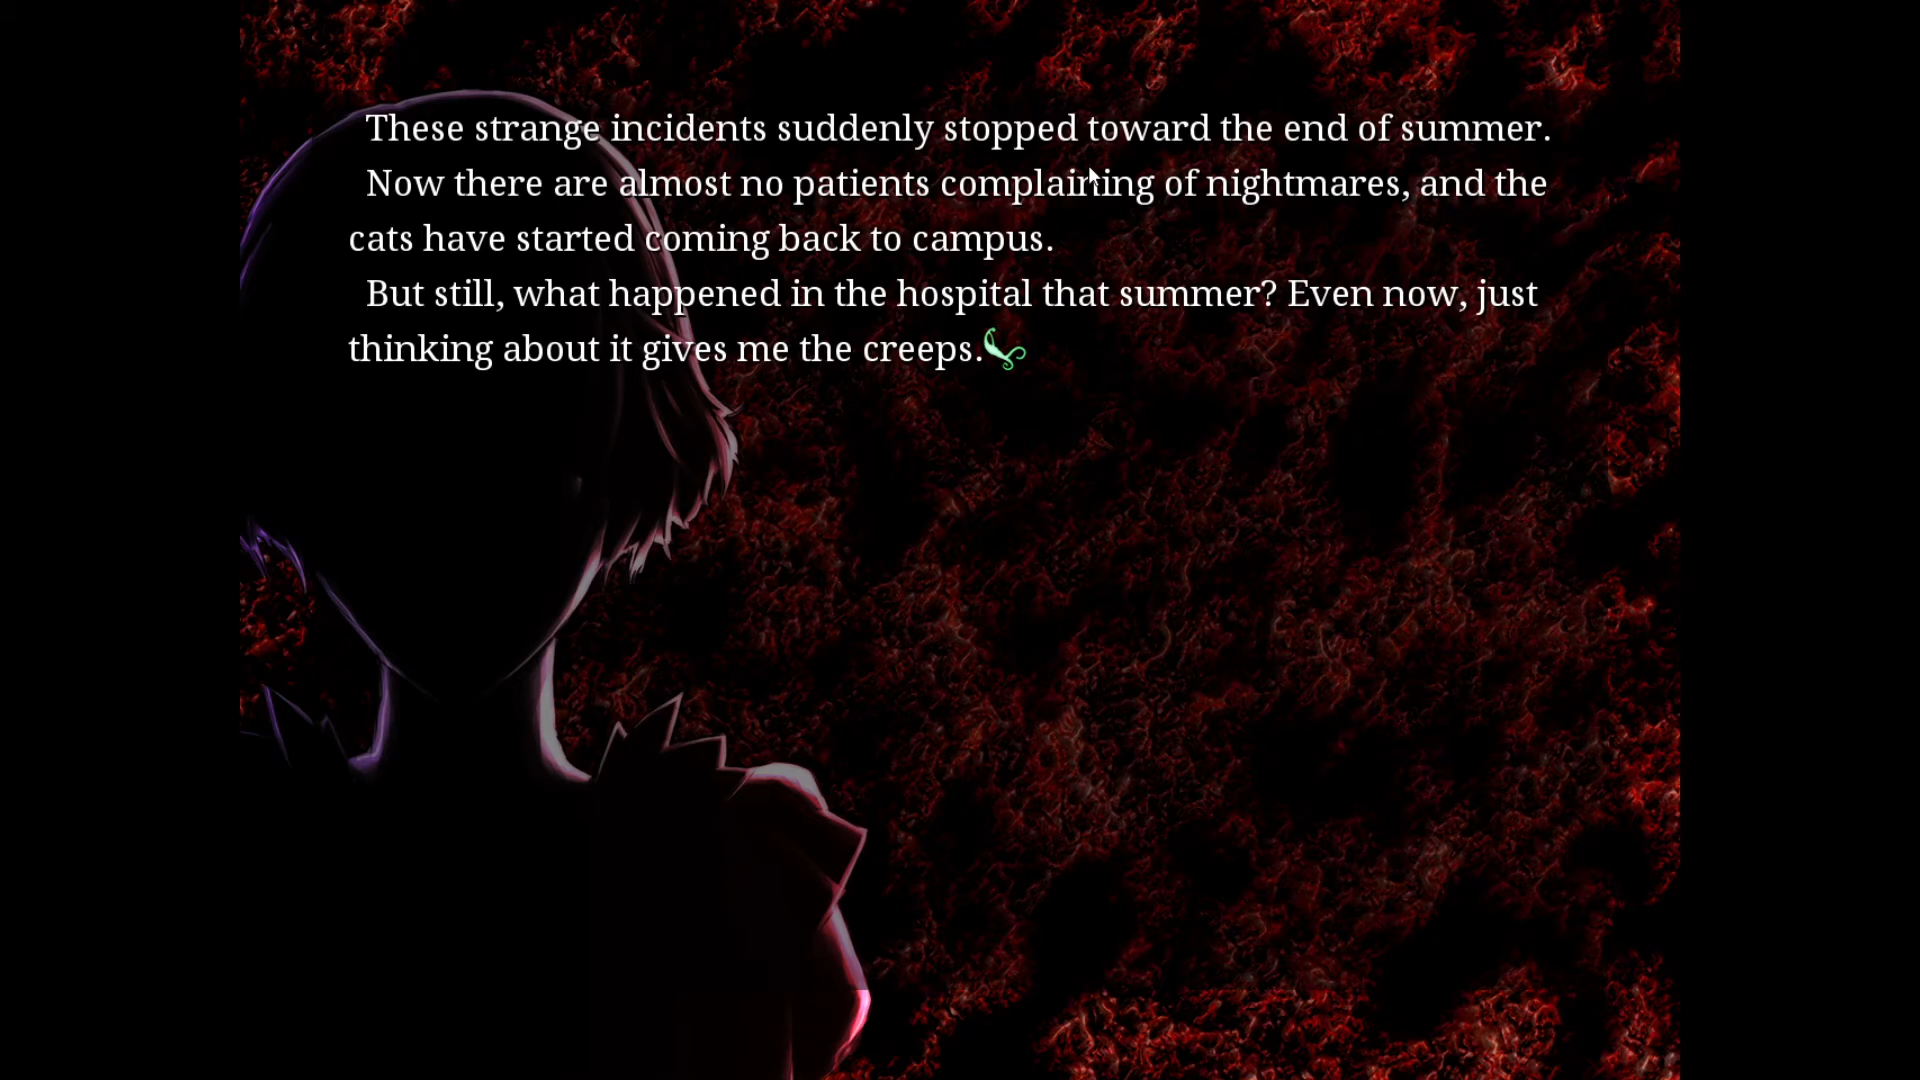 These strange incidents suddenly stopped toward the end of summer.
Now there are almost no patients complaining of nightmares, and the
cats have started coming back to campus.
But still, what happened in the hospital that summer? Even now, just
thinking about it gives me the creeps.